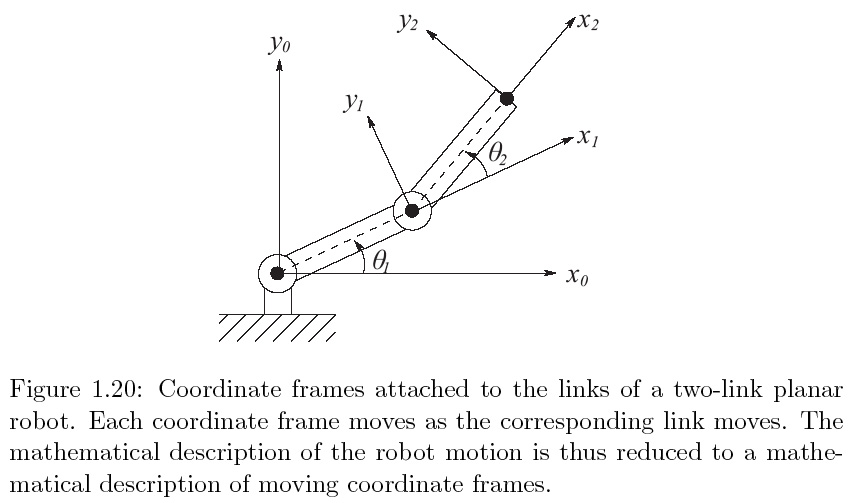 y2
x2
y0
y1
x1
θ2
θ1
x0
Figure 1.20: Coordinate frames attached to the links of a two-link planar
robot. Each coordinate frame moves as the corresponding link moves. The
mathematical description of the robot motion is thus reduced to a mathe-
matical description of moving coordinate frames.